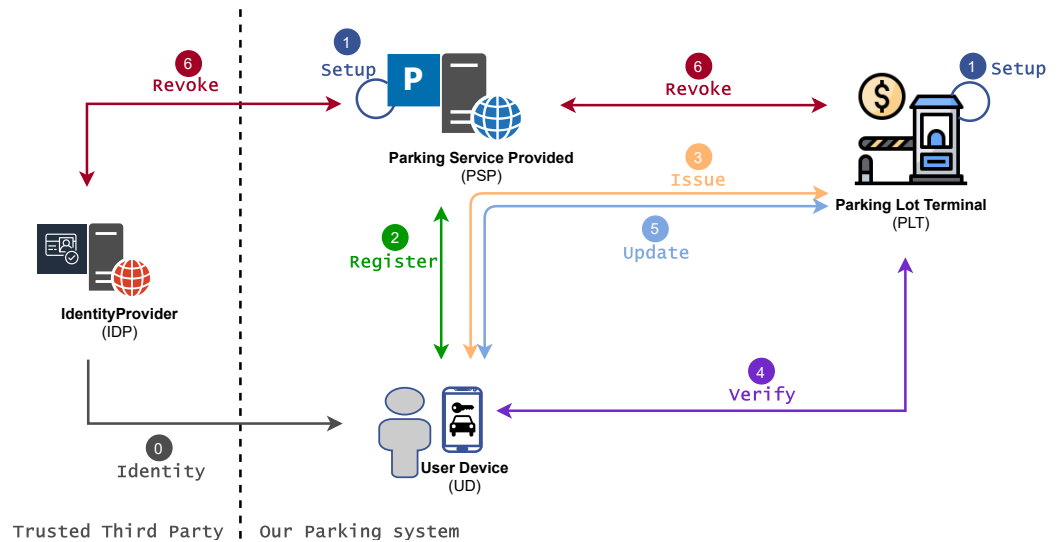 1
Setup
6
Revoke
6
Revoke
1
Setup
P
$
Parking Service Provided
(PSP)
3
Issue
Parking Lot Terminal
(PLT)
2
Register
5
Update
IdentityProvider
(IDP)
4
Verify
0
Identity
User Device
(UD)
Trusted Third Party
Our Parking system